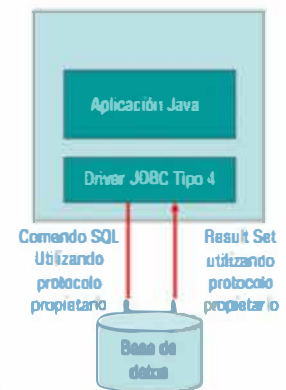 Aplicación Java
Driver JDBC Tipo 4
Comando SQL
Utilizando
protocolo
propietario
Result Set
utilizando
protocolo
propietario
Base de
datos